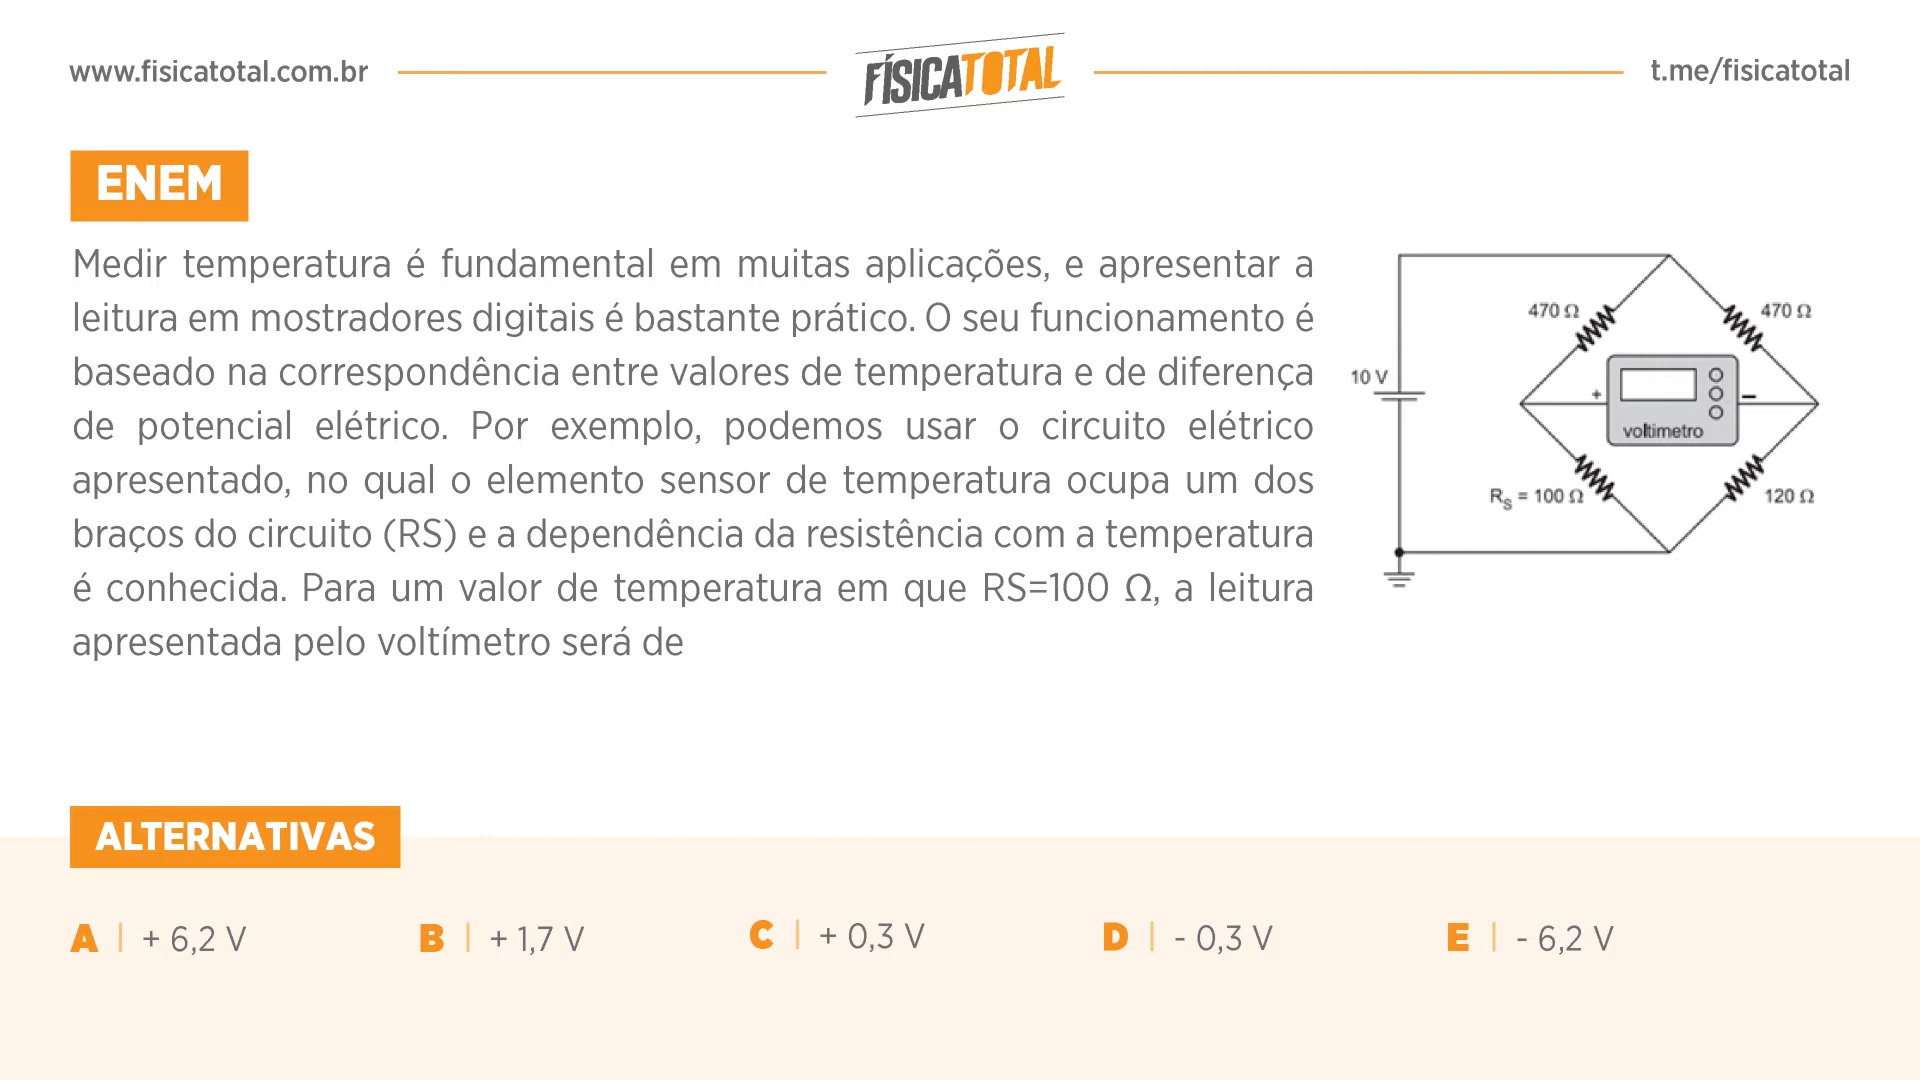 www.fisicatotal.com.br
FÍSICATOTAL
t.me/fisicatotal
ENEM
Medir temperatura é fundamental em muitas aplicações, e apresentar a
leitura em mostradores digitais é bastante prático. O seu funcionamento é
baseado na correspondência entre valores de temperatura e de diferença
de potencial elétrico. Por exemplo, podemos usar o circuito elétrico
apresentado, no qual o elemento sensor de temperatura ocupa um dos
braços do circuito (RS) e a dependência da resistência com a temperatura
é conhecida. Para um valor de temperatura em que RS=100 Ω, a leitura
apresentada pelo voltímetro será de
470 Ω
470 Ω
10 V
+
−
voltímetro
R_S = 100 Ω
120 Ω
ALTERNATIVAS
A | + 6,2 V
B | + 1,7 V
C | + 0,3 V
D | - 0,3 V
E | - 6,2 V